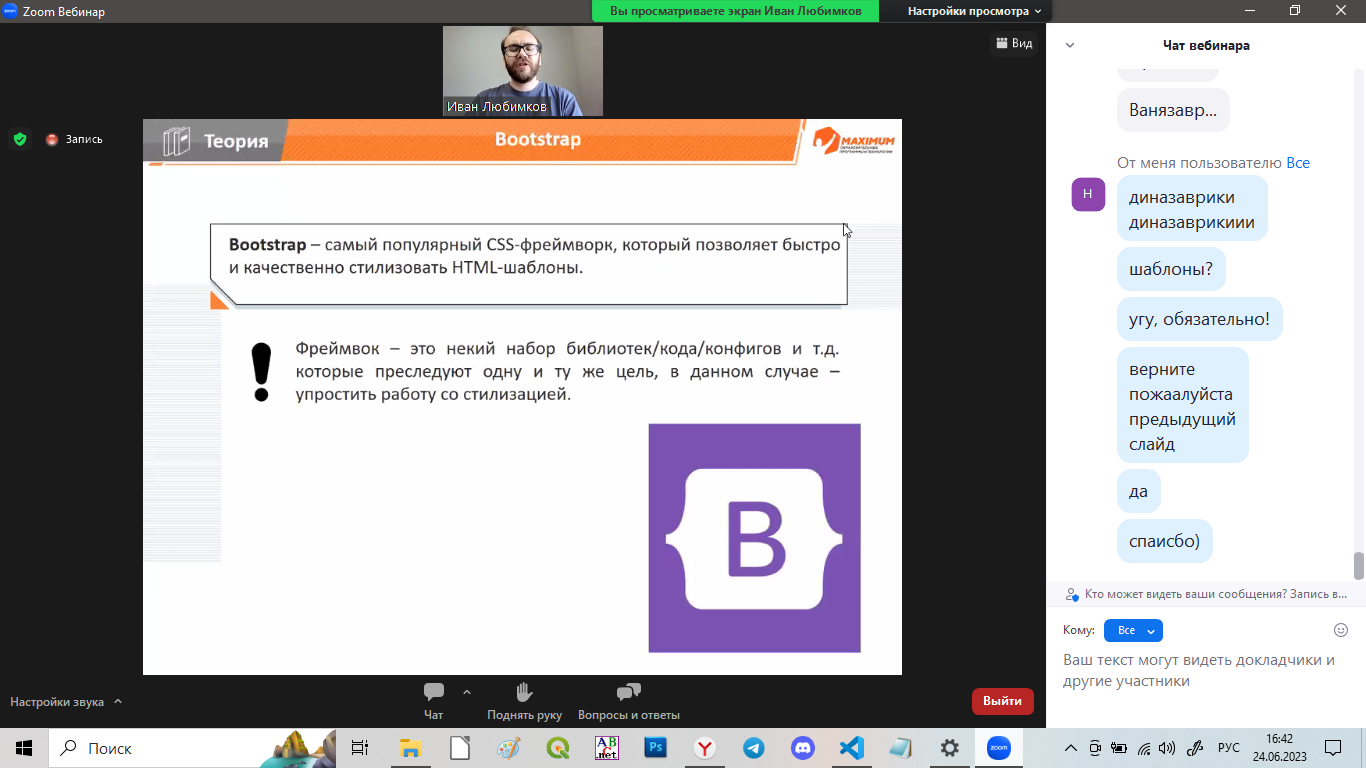 Zoom Вебинар
Вы просматриваете экран Иван Любимков
Настройки просмотра
Вид
Запись
Иван Любимков
Теория
Bootstrap
MAXIMUM
Bootstrap – самый популярный CSS-фреймворк, который позволяет быстро
и качественно стилизовать HTML-шаблоны.
Фреймвок – это некий набор библиотек/кода/конфигов и т.д.
которые преследуют одну и ту же цель, в данном случае –
упростить работу со стилизацией.
B
Чат вебинара
Ванязавр...
От меня пользователю Все
Н
диназаврики
диназаврикиии
шаблоны?
угу, обязательно!
верните
пожаалуйста
предыдущий
слайд
да
спаисбо)
Кто может видеть ваши сообщения? Запись в...
Кому: Все
Ваш текст могут видеть докладчики и
другие участники
Настройки звука
Чат
Поднять руку
Вопросы и ответы
Выйти
Поиск
ABC
.net
Ps
Y
zoom
РУС
16:42
24.06.2023